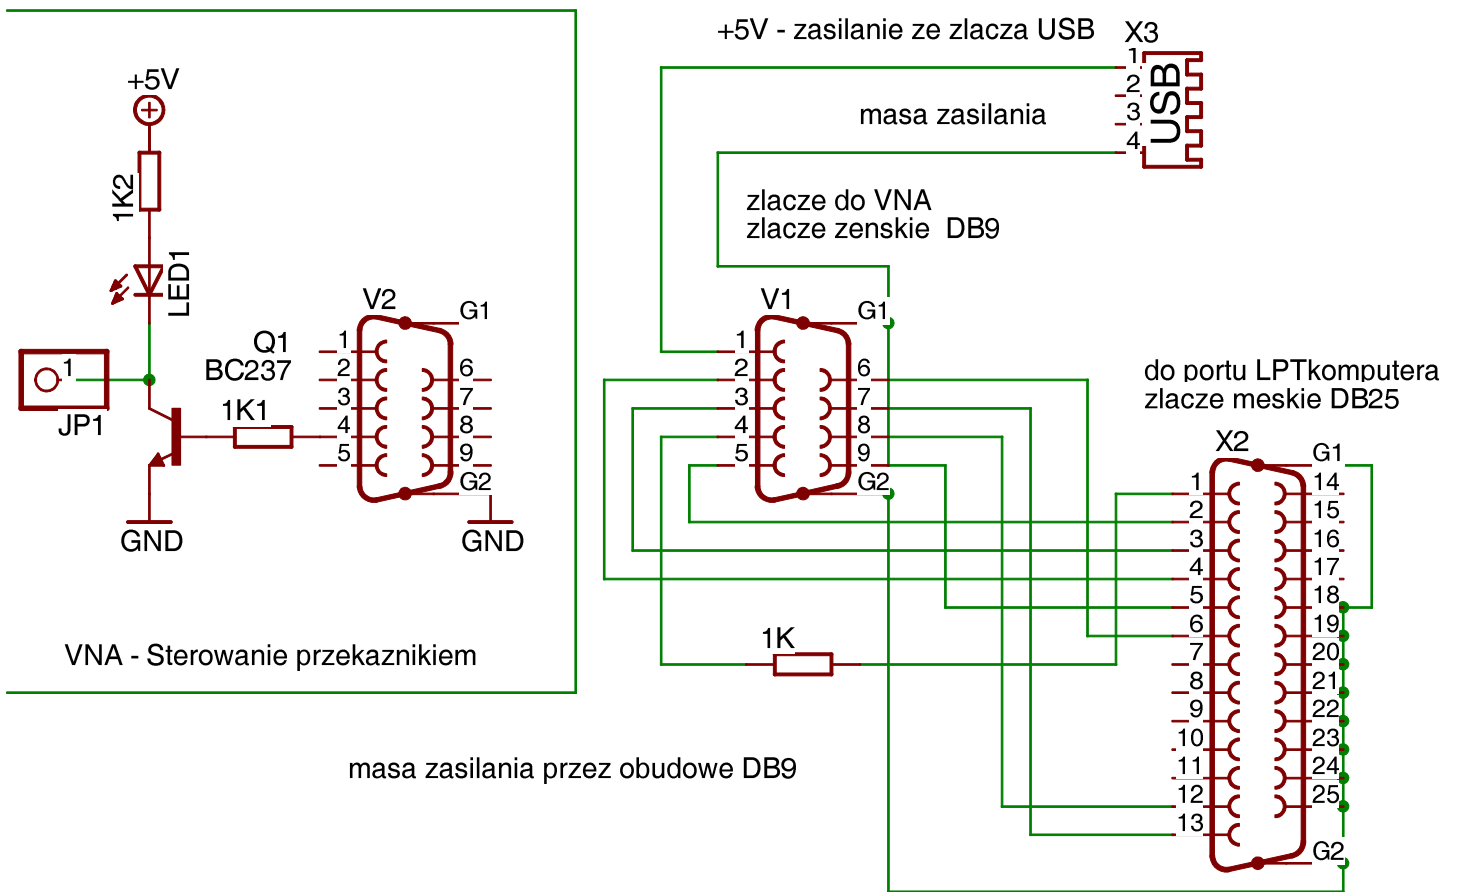 +5V - zasilanie ze zlacza USB
X3
1
2
3
4
USB
masa zasilania
+5V
1K2
LED1
zlacze do VNA
zlacze zenskie DB9
V2
G1
1
2
3
4
5
6
7
8
9
G2
Q1
BC237
1K1
1
JP1
GND
GND
V1
G1
1
2
3
4
5
6
7
8
9
G2
do portu LPTkomputera
zlacze meskie DB25
X2
G1
1
2
3
4
5
6
7
8
9
10
11
12
13
14
15
16
17
18
19
20
21
22
23
24
25
G2
1K
VNA - Sterowanie przekaznikiem
masa zasilania przez obudowe DB9